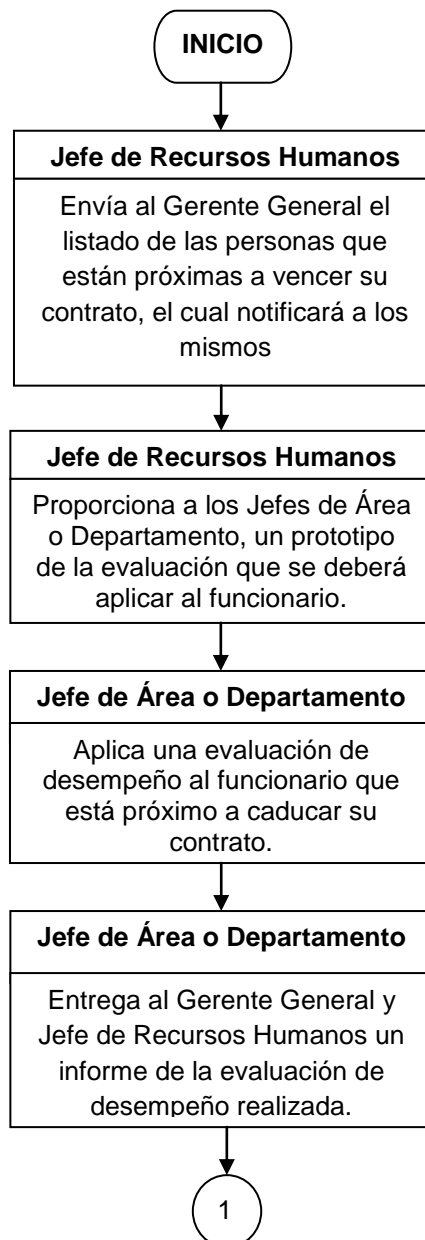 INICIO
Jefe de Recursos Humanos
Envía al Gerente General el
listado de las personas que
están próximas a vencer su
contrato, el cual notificará a los
mismos
Jefe de Recursos Humanos
Proporciona a los Jefes de Área
o Departamento, un prototipo
de la evaluación que se deberá
aplicar al funcionario.
Jefe de Área o Departamento
Aplica una evaluación de
desempeño al funcionario que
está próximo a caducar su
contrato.
Jefe de Área o Departamento
Entrega al Gerente General y
Jefe de Recursos Humanos un
informe de la evaluación de
desempeño realizada.
1